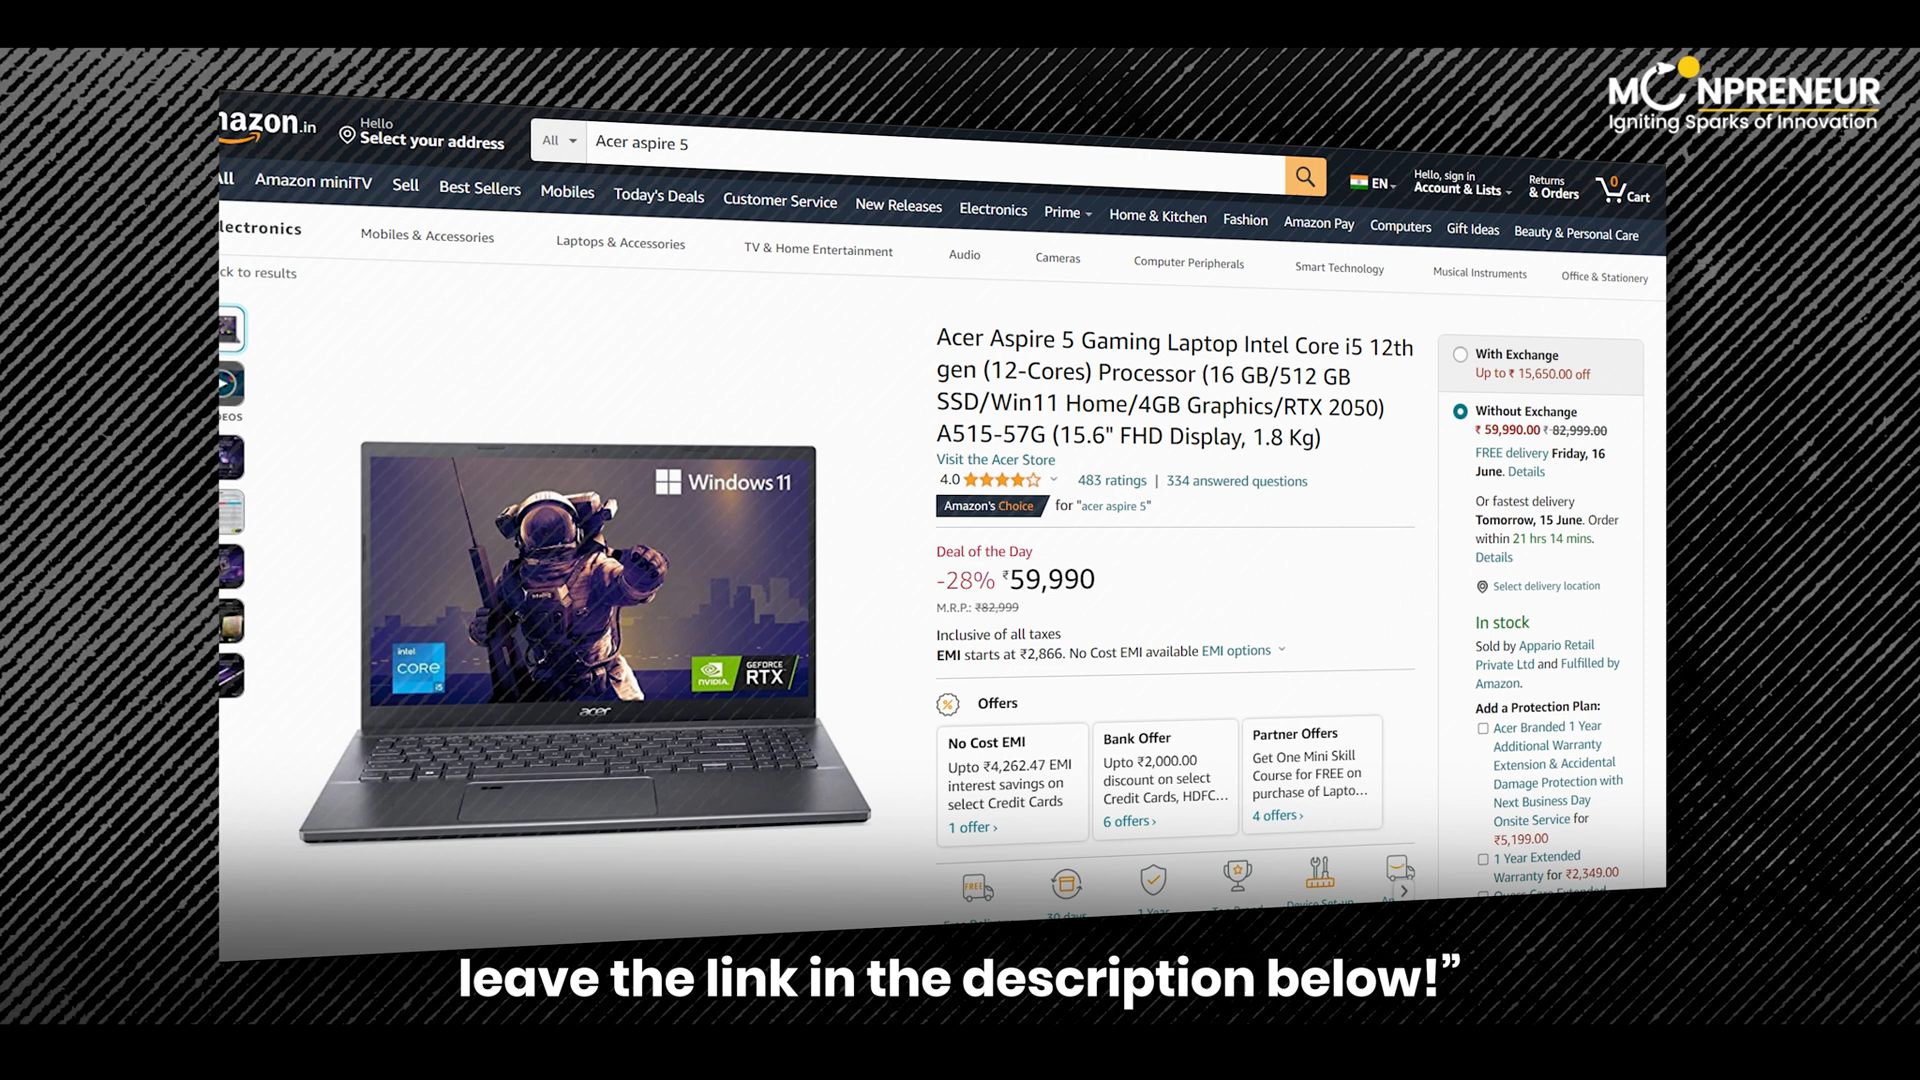 MOONPRENEUR
Igniting Sparks of Innovation
mazon.in
Hello
Select your address
All
Acer aspire 5
EN
Hello, sign in
Account & Lists
Returns
& Orders
0
Cart
All
Amazon miniTV
Sell
Best Sellers
Mobiles
Today's Deals
Customer Service
New Releases
Electronics
Prime
Home & Kitchen
Fashion
Amazon Pay
Computers
Gift Ideas
Beauty & Personal Care
lectronics
Mobiles & Accessories
Laptops & Accessories
TV & Home Entertainment
Audio
Cameras
Computer Peripherals
Smart Technology
Musical Instruments
Office & Stationery
ck to results
DEOS
Windows 11
intel
CORE
i5
NVIDIA.
GEFORCE
RTX
acer
Acer Aspire 5 Gaming Laptop Intel Core i5 12th
gen (12-Cores) Processor (16 GB/512 GB
SSD/Win11 Home/4GB Graphics/RTX 2050)
A515-57G (15.6" FHD Display, 1.8 Kg)
Visit the Acer Store
4.0
483 ratings | 334 answered questions
Amazon's Choice for "acer aspire 5"
Deal of the Day
-28% ₹59,990
M.R.P.: ₹82,999
Inclusive of all taxes
EMI starts at ₹2,866. No Cost EMI available EMI options
Offers
No Cost EMI
Upto ₹4,262.47 EMI
interest savings on
select Credit Cards
1 offer ›
Bank Offer
Upto ₹2,000.00
discount on select
Credit Cards, HDFC...
6 offers ›
Partner Offers
Get One Mini Skill
Course for FREE on
purchase of Lapto...
4 offers ›
FREE
30 days
1 Year
Device Set-up
With Exchange
Up to ₹ 15,650.00 off
Without Exchange
₹ 59,990.00 ₹ 82,999.00
FREE delivery Friday, 16
June. Details
Or fastest delivery
Tomorrow, 15 June. Order
within 21 hrs 14 mins.
Details
Select delivery location
In stock
Sold by Appario Retail
Private Ltd and Fulfilled by
Amazon.
Add a Protection Plan:
Acer Branded 1 Year
Additional Warranty
Extension & Accidental
Damage Protection with
Next Business Day
Onsite Service for
₹5,199.00
1 Year Extended
Warranty for ₹2,349.00
leave the link in the description below!”